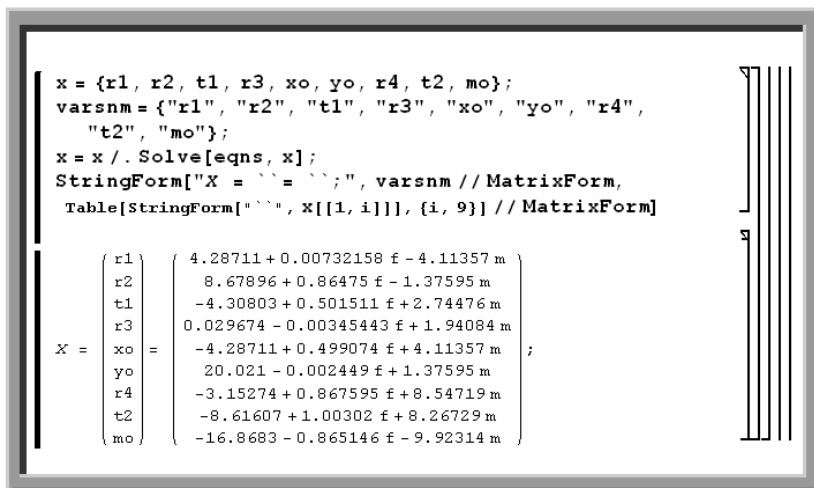 x = {r1, r2, t1, r3, xo, yo, r4, t2, mo};
varsnm = {"r1", "r2", "t1", "r3", "xo", "yo", "r4",
"t2", "mo"};
x = x /. Solve[eqns, x];
StringForm["X = ``= ``;", varsnm // MatrixForm,
Table[StringForm["``", X[[1, i]]], {i, 9}] // MatrixForm]
r1 4.28711 + 0.00732158 f - 4.11357 m
r2 8.67896 + 0.86475 f - 1.37595 m
t1 -4.30803 + 0.501511 f + 2.74476 m
r3 0.029674 - 0.00345443 f + 1.94084 m
X = xo = -4.28711 + 0.499074 f + 4.11357 m ;
yo 20.021 - 0.002449 f + 1.37595 m
r4 -3.15274 + 0.867595 f + 8.54719 m
t2 -8.61607 + 1.00302 f + 8.26729 m
mo -16.8683 - 0.865146 f - 9.92314 m